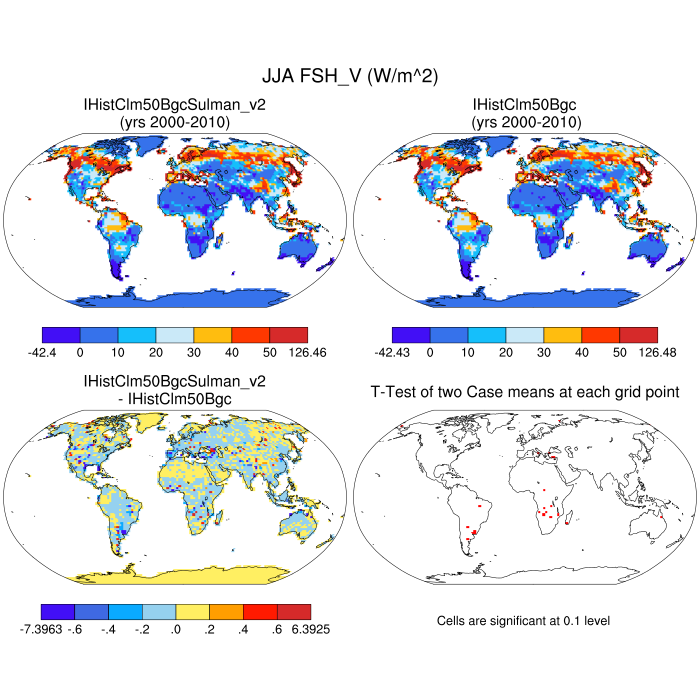 JJA FSH_V (W/m^2)
IHistClm50BgcSulman_v2
(yrs 2000-2010)
IHistClm50Bgc
(yrs 2000-2010)
-42.4 0 10 20 30 40 50 126.46
-42.43 0 10 20 30 40 50 126.48
IHistClm50BgcSulman_v2
- IHistClm50Bgc
T-Test of two Case means at each grid point
-7.3963 -.6 -.4 -.2 .0 .2 .4 .6 6.3925
Cells are significant at 0.1 level